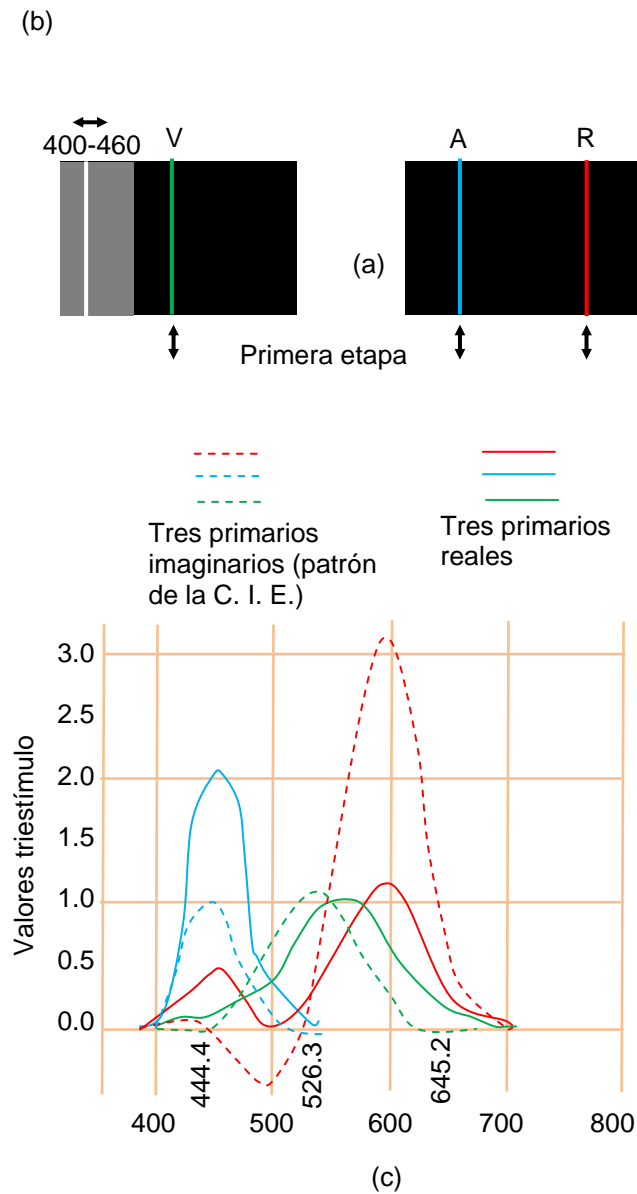 (b)
400-460
V
A
R
(a)
Primera etapa
Tres primarios
imaginarios (patrón
de la C. I. E.)
Tres primarios
reales
Valores triestímulo
3.0
2.5
2.0
1.5
1.0
0.5
0.0
444.4
526.3
645.2
400
500
600
700
800
(c)